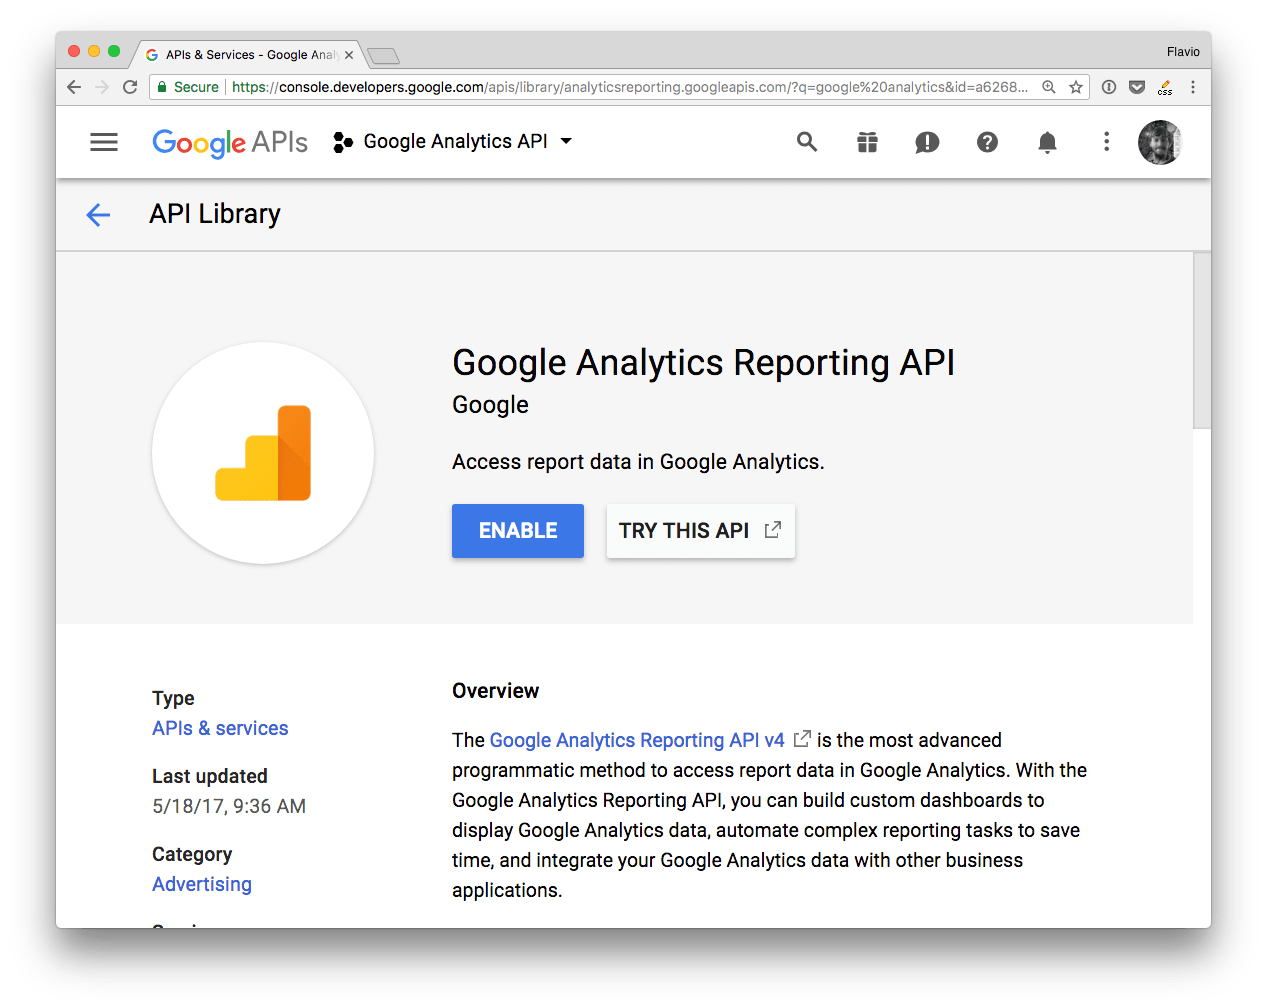 APIs & Services - Google Analy
Flavio
Secure https://console.developers.google.com/apis/library/analyticsreporting.googleapis.com/?q=google%20analytics&id=a6268...
css
Google APIs Google Analytics API
API Library
Google Analytics Reporting API
Google
Access report data in Google Analytics.
ENABLE TRY THIS API
Type
APIs & services
Last updated
5/18/17, 9:36 AM
Category
Advertising
Overview
The Google Analytics Reporting API v4 is the most advanced
programmatic method to access report data in Google Analytics. With the
Google Analytics Reporting API, you can build custom dashboards to
display Google Analytics data, automate complex reporting tasks to save
time, and integrate your Google Analytics data with other business
applications.